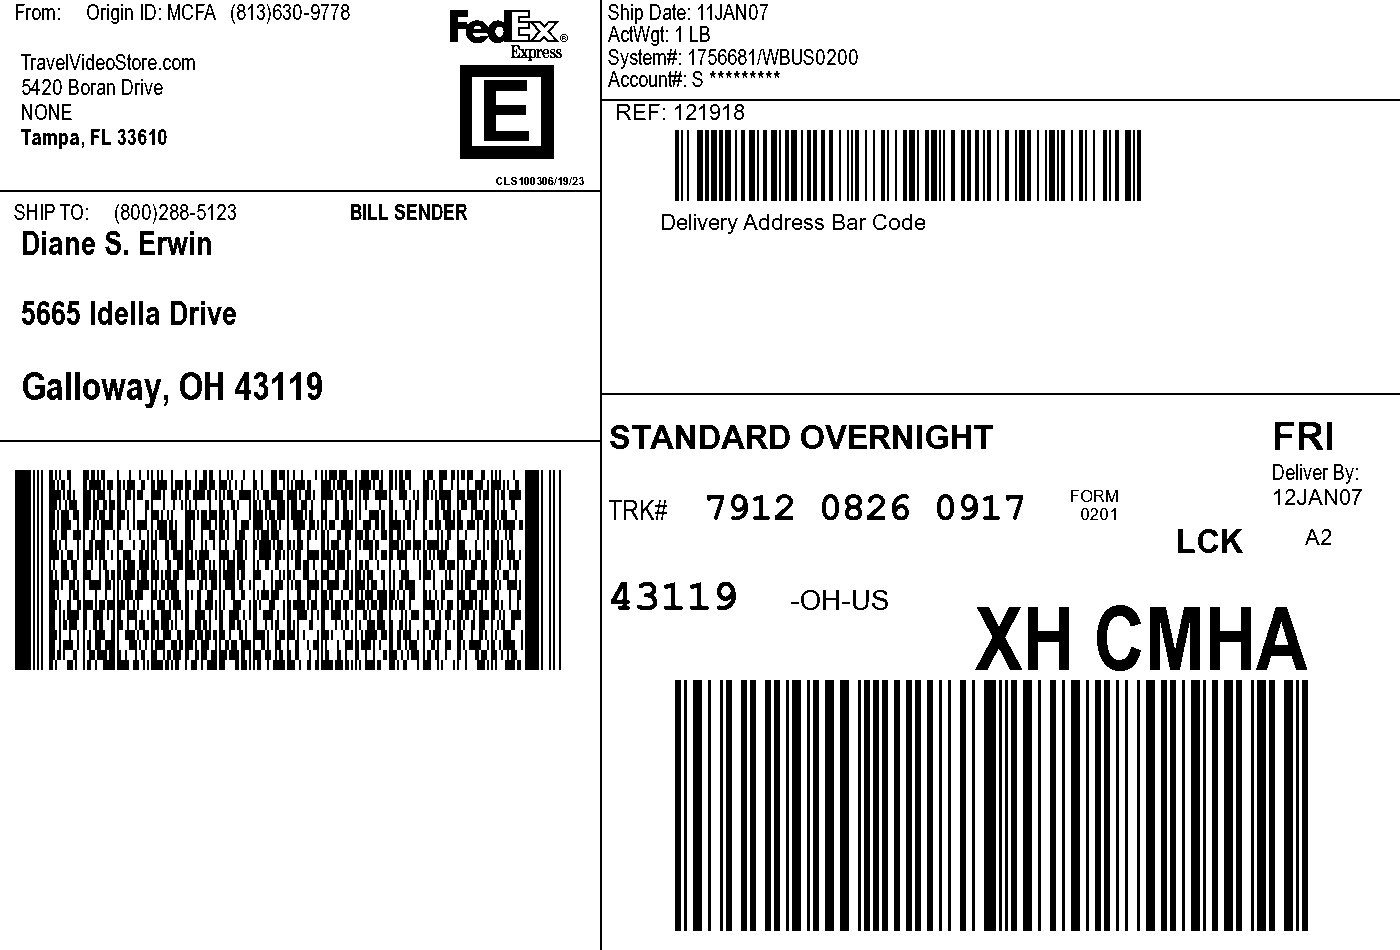 From: Origin ID: MCFA (813)630-9778
TravelVideoStore.com
5420 Boran Drive
NONE
Tampa, FL 33610
FedEx®
Express
E
CLS100306/19/23
Ship Date: 11JAN07
ActWgt: 1 LB
System#: 1756681/WBUS0200
Account#: S *********
REF: 121918
Delivery Address Bar Code
SHIP TO: (800)288-5123 BILL SENDER
Diane S. Erwin
5665 Idella Drive
Galloway, OH 43119
STANDARD OVERNIGHT
FRI
Deliver By:
12JAN07
TRK# 7912 0826 0917
FORM
0201
LCK A2
43119 -OH-US
XH CMHA